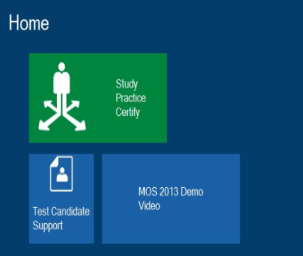 Home
Study
Practice
Certify
Test Candidate
Support
MOS 2013 Demo
Video